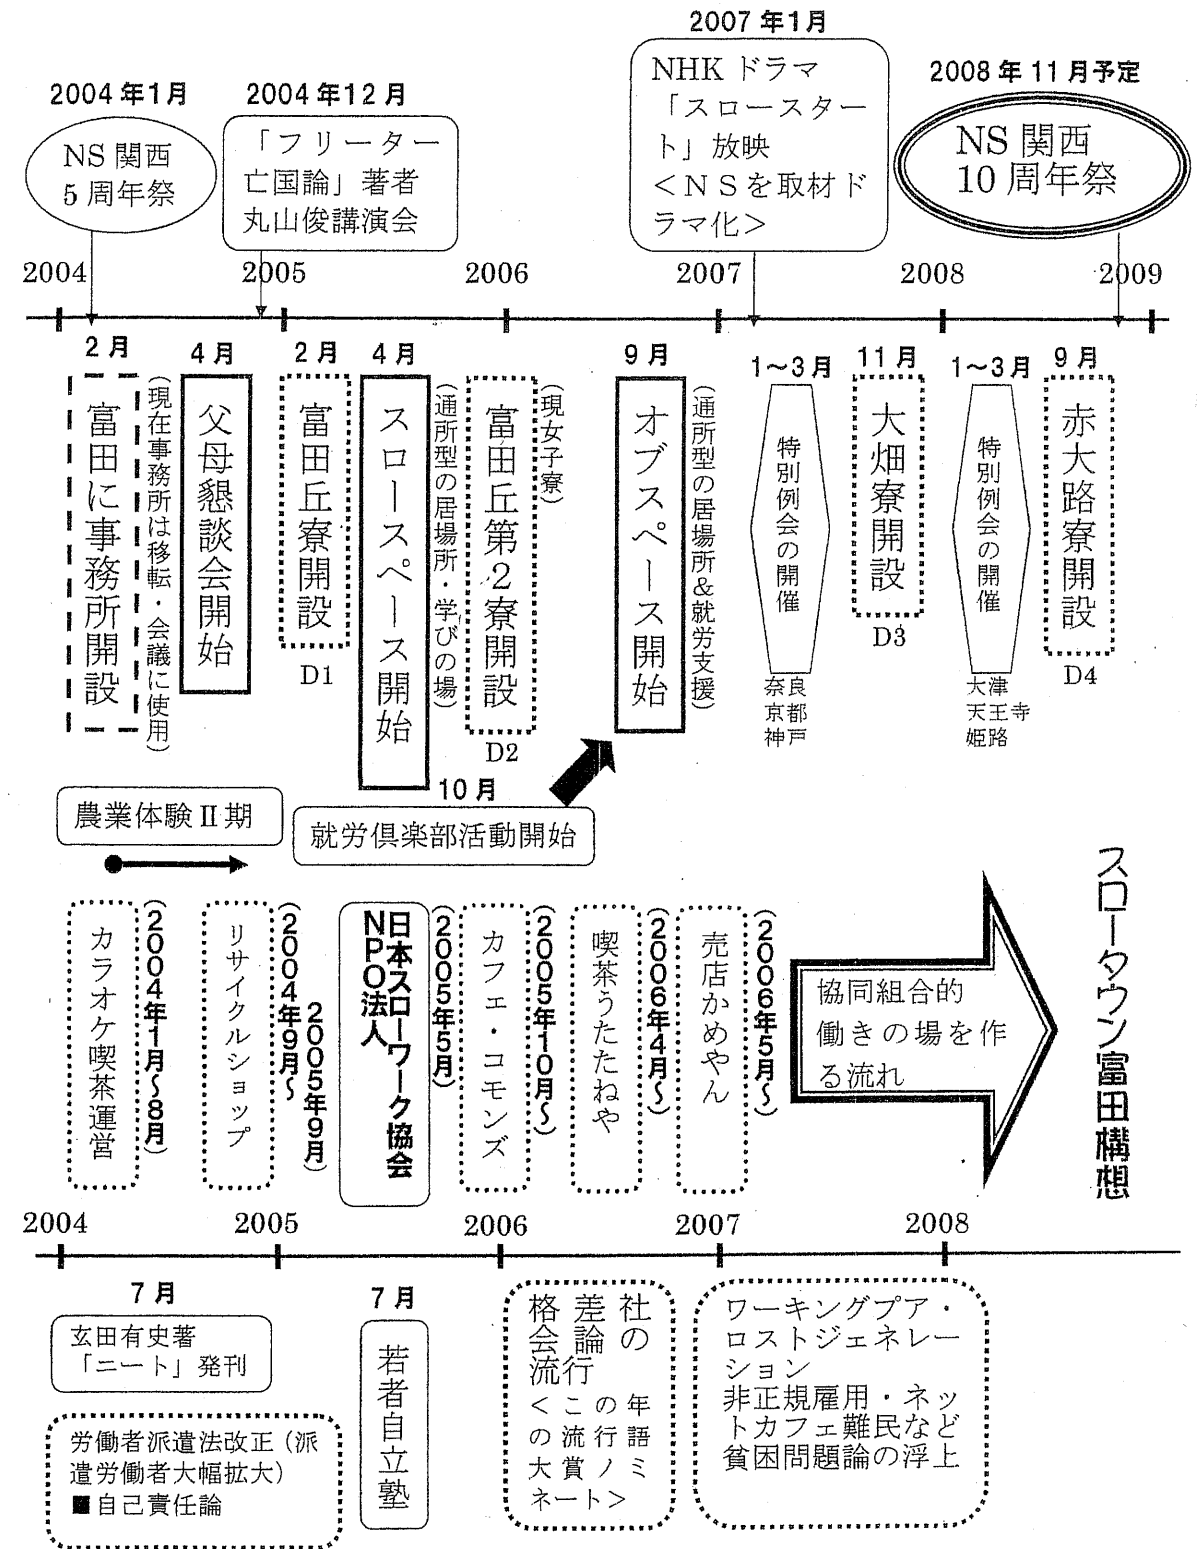 2004年1月
NS関西
5周年祭
2004年12月
「フリーター
亡国論」著者
丸山俊講演会
2007年1月
NHKドラマ
「スロースター
ト」放映
＜ＮＳを取材ド
ラマ化＞
2008年11月予定
NS関西
10周年祭
2004
2005
2006
2007
2008
2009
2月
富田に事務所開設
（現在事務所は移転・会議に使用）
4月
父母懇談会開始
2月
富田丘寮開設
D1
4月
スロースペース開始
（通所型の居場所・学びの場）
富田丘第2寮開設
（現女子寮）
D2
9月
オブスペース開始
（通所型の居場所＆就労支援）
1～3月
特別例会の開催
奈良
京都
神戸
11月
大畑寮開設
D3
1～3月
特別例会の開催
大津
天王寺
姫路
9月
赤大路寮開設
D4
農業体験Ⅱ期
10月
就労倶楽部活動開始
カラオケ喫茶運営
（2004年1月～8月）
リサイクルショップ
（2004年9月～
2005年9月）
NPO法人
日本スローワーク協会
（2005年5月）
カフェ・コモンズ
（2005年10月～）
喫茶うたたねや
（2006年4月～）
売店かめやん
（2006年5月～）
協同組合的
働きの場を作
る流れ
スロータウン富田構想
2004
2005
2006
2007
2008
7月
玄田有史著
「ニート」発刊
労働者派遣法改正（派
遣労働者大幅拡大）
■自己責任論
7月
若者自立塾
格差社
会論の
流行
＜この年
の流行語
大賞ノミ
ネート＞
ワーキングプア・
ロストジェネレー
ション
非正規雇用・ネッ
トカフェ難民など
貧困問題論の浮上